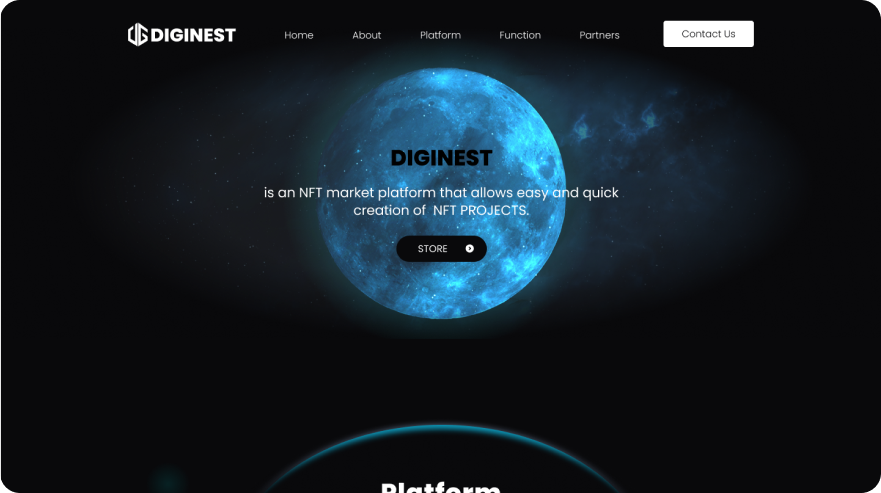 DIGINEST
Home About Platform Function Partners Contact Us
DIGINEST
is an NFT market platform that allows easy and quick
creation of NFT PROJECTS.
STORE
Platform